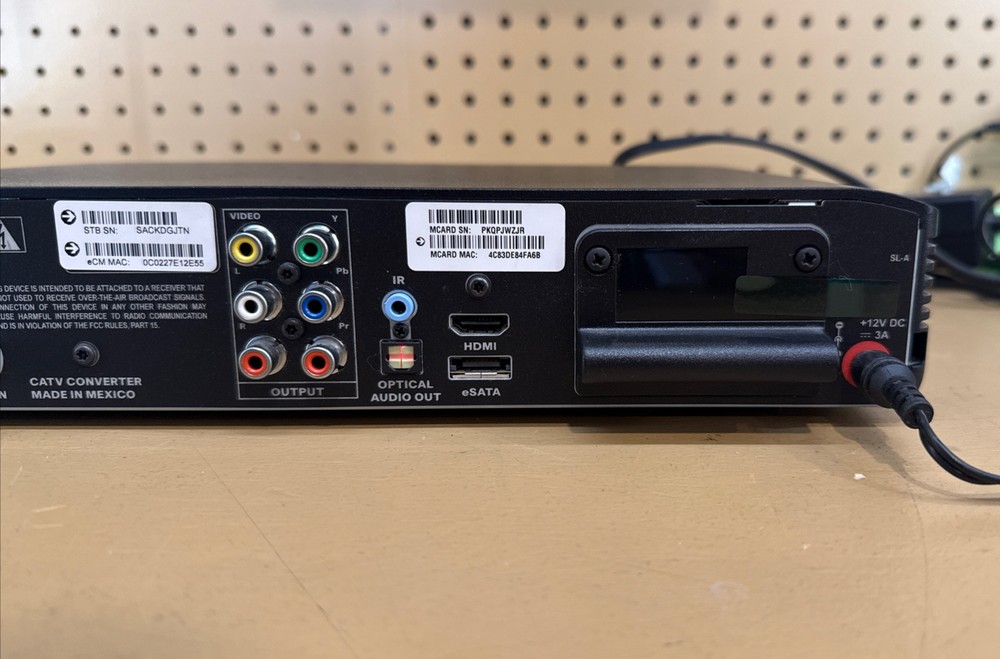 STB SN: SACKDGJTN
eCM MAC: 0C0227E12E55
DEVICE IS INTENDED TO BE ATTACHED TO A RECEIVER THAT
NOT USED TO RECEIVE OVER-THE-AIR BROADCAST SIGNALS.
CONNECTION OF THIS DEVICE IN ANY OTHER FASHION MAY
CAUSE HARMFUL INTERFERENCE TO RADIO COMMUNICATION
AND IS IN VIOLATION OF THE FCC RULES, PART 15.
CATV CONVERTER
MADE IN MEXICO
VIDEO
Y
L
Pb
R
Pr
OUTPUT
MCARD SN: PKQPJWZJR
MCARD MAC: 4C83DE84FA6B
IR
OPTICAL
AUDIO OUT
HDMI
eSATA
SL-A
+12V DC
3A